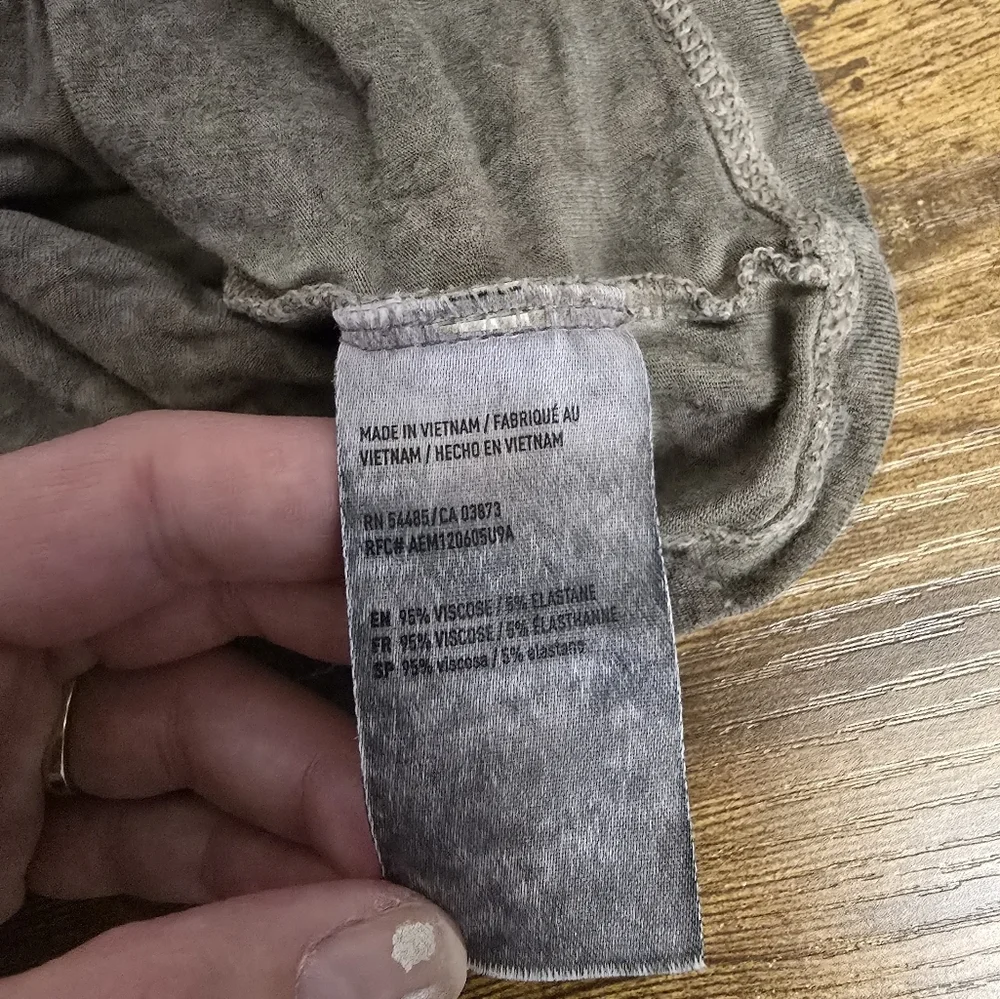 MADE IN VIETNAM / FABRIQUÉ AU
VIETNAM / HECHO EN VIETNAM
RN 54485/CA 03873
RFC# AEM120605U9A
EN 95% VISCOSE / 5% ELASTANE
FR 95% VISCOSE / 5% ÉLASTHANNE
SP 95% viscosa / 5% elastano